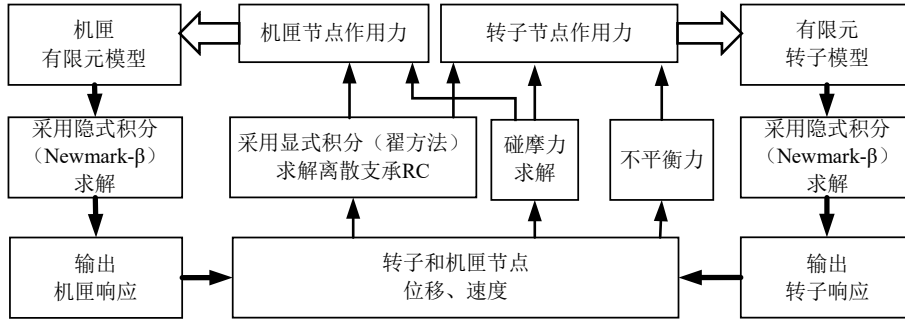 机匣
有限元模型
机匣节点作用力
转子节点作用力
有限元
转子模型
采用隐式积分
（Newmark-β）
求解
采用显式积分（翟方法）
求解离散支承RC
碰摩力
求解
不平衡力
采用隐式积分
（Newmark-β）
求解
输出
机匣响应
转子和机匣节点
位移、速度
输出
转子响应